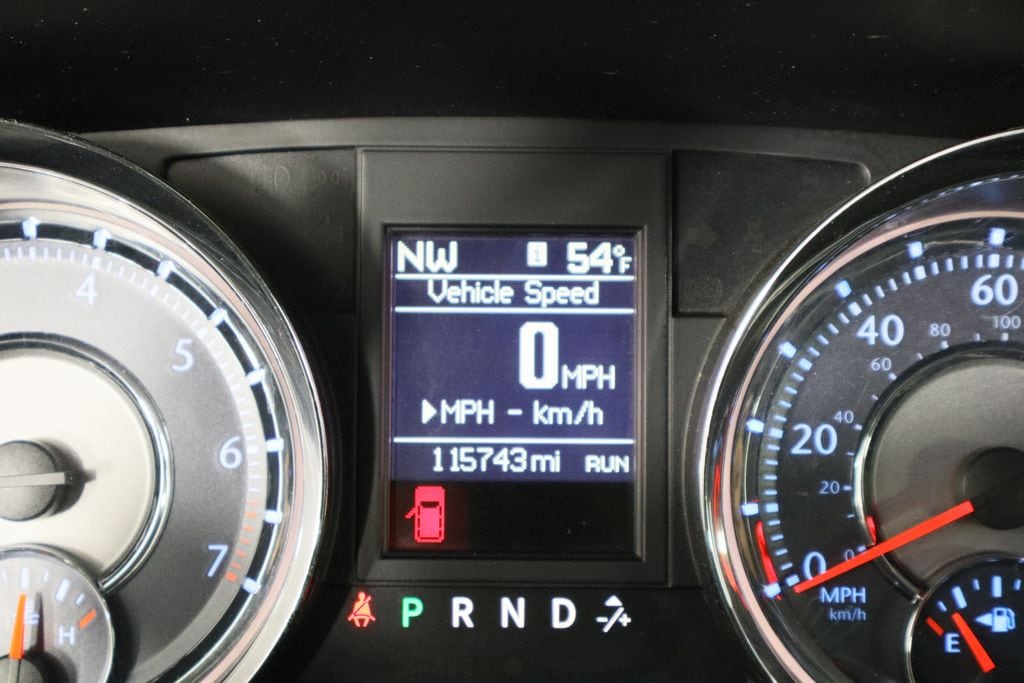 NW 1 54°F
Vehicle Speed
0 MPH
▶MPH - km/h
115743 mi RUN
P R N D
4
5
6
7
H
60
100
40
80
60
20
40
20
0
0
MPH
km/h
E